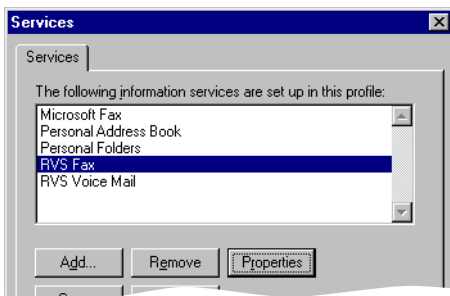 Services
Services
The following information services are set up in this profile:
Microsoft Fax
Personal Address Book
Personal Folders
RVS Fax
RVS Voice Mail
Add... Remove Properties